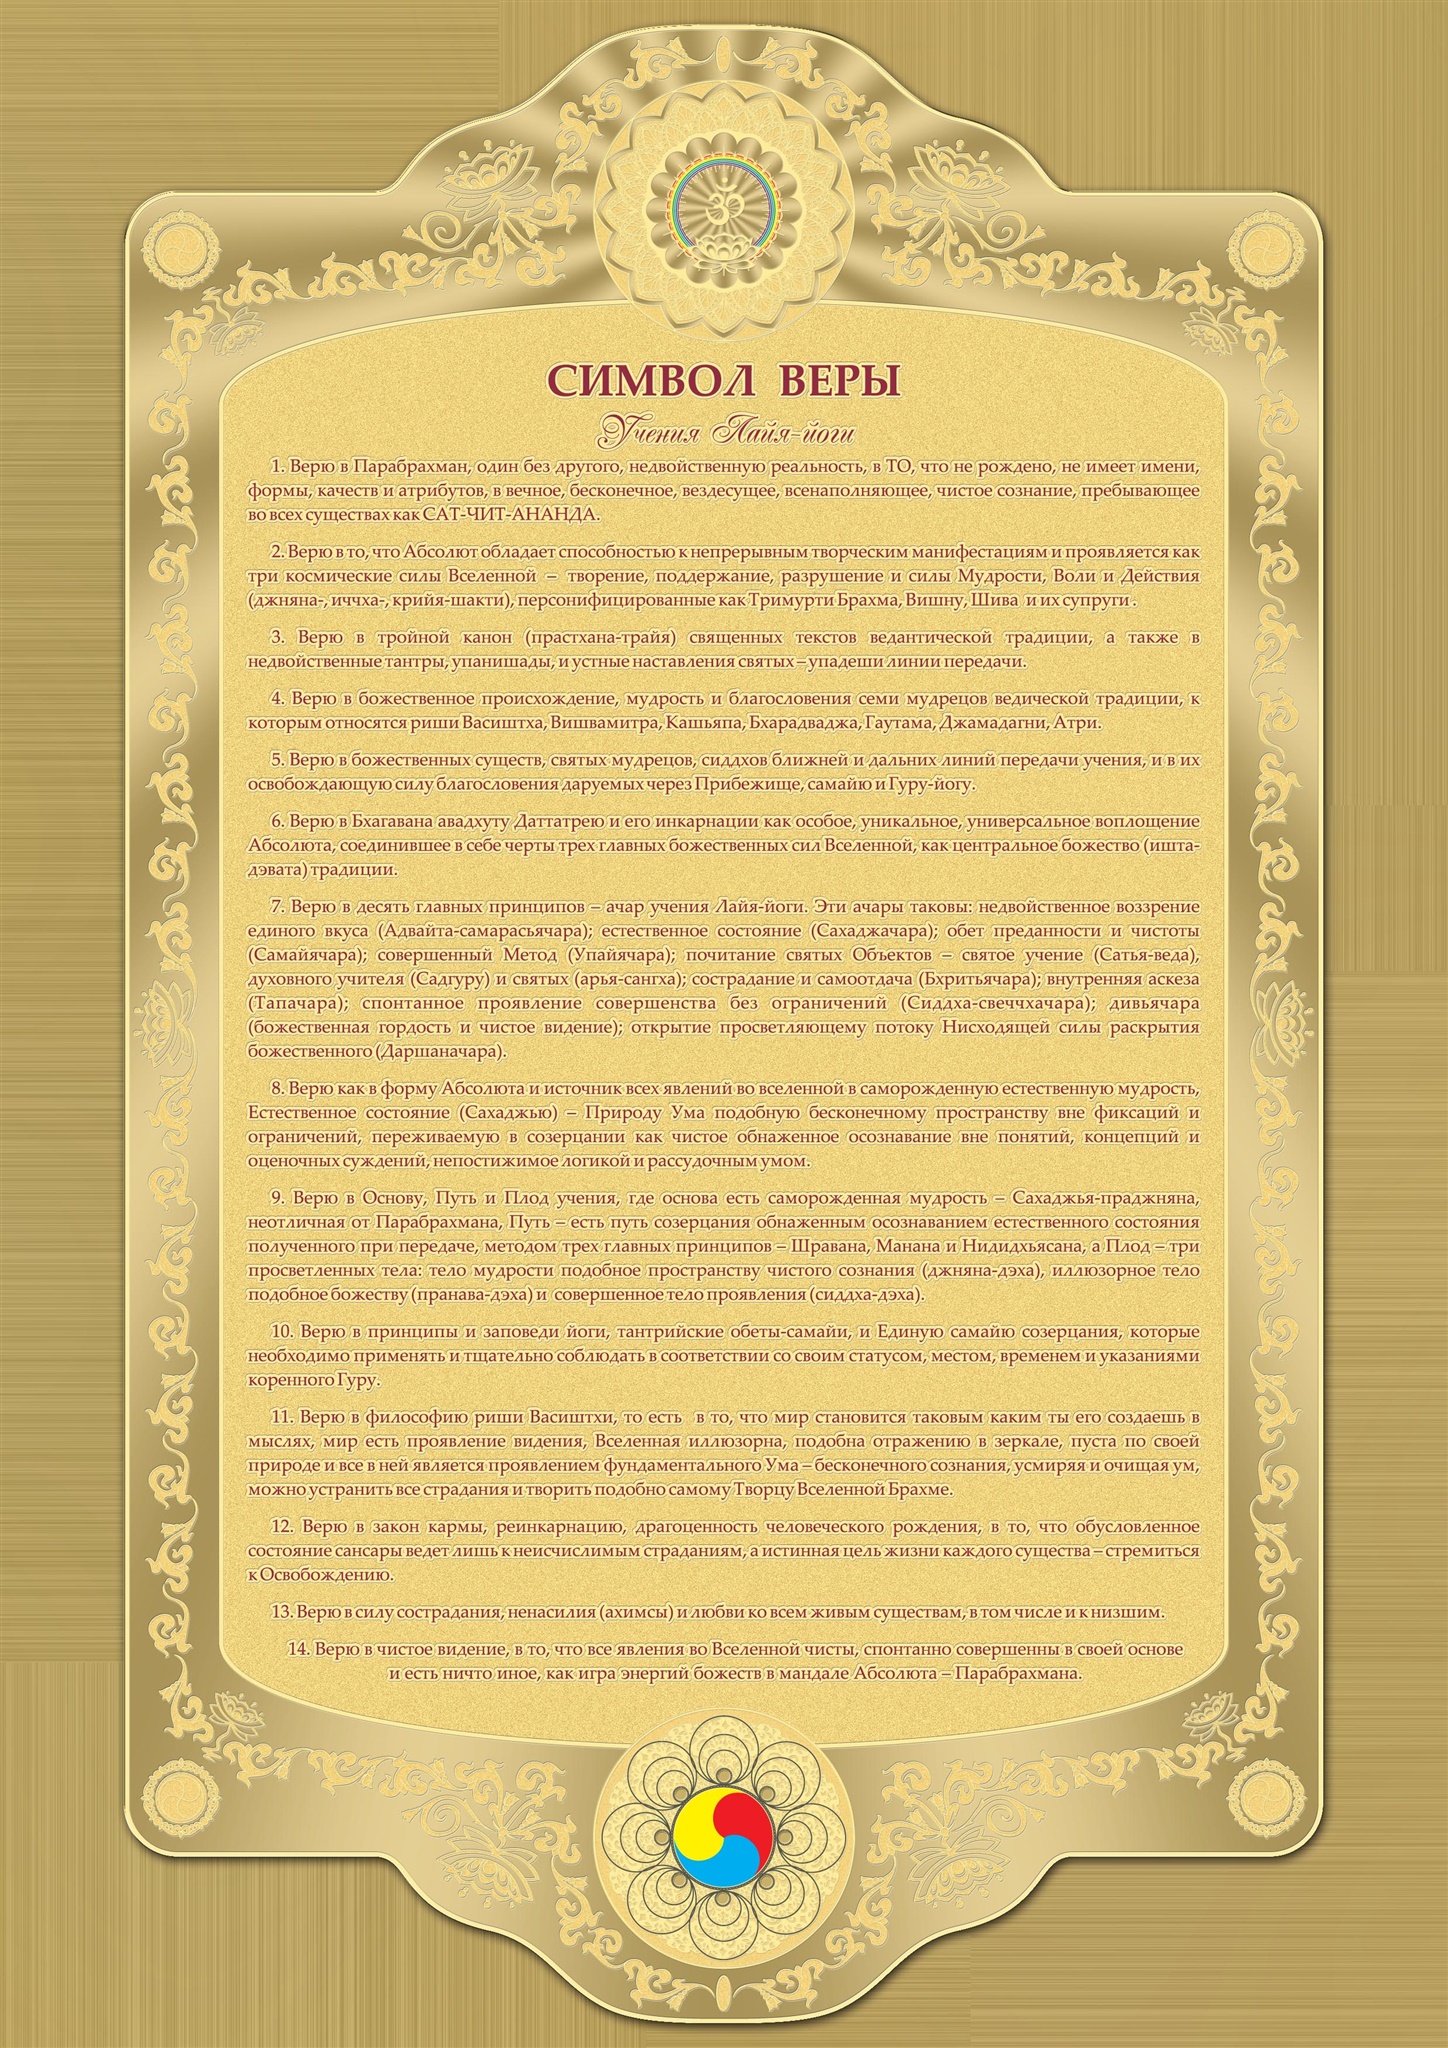 СИМВОЛ ВЕРЫ
Учения Лайя-йоги
1. Верю в Парабрахман, один без другого, недвойственную реальность, в ТО, что не рождено, не имеет имени,
формы, качеств и атрибутов, в вечное, бесконечное, вездесущее, всенаполняющее, чистое сознание, пребывающее
во всех существах как САТ-ЧИТ-АНАНДА.
2. Верю в то, что Абсолют обладает способностью к непрерывным творческим манифестациям и проявляется как
три космические силы Вселенной – творение, поддержание, разрушение и силы Мудрости, Воли и Действия
(джняна-, иччха-, крийя-шакти), персонифицированные как Тримурти Брахма, Вишну, Шива и их супруги.
3. Верю в тройной канон (прастхана-трайя) священных текстов ведантической традиции, а также в
недвойственные тантры, упанишады, и устные наставления святых – упадеши линии передачи.
4. Верю в божественное происхождение, мудрость и благословения семи мудрецов ведической традиции, к
которым относятся риши Васиштха, Вишвамитра, Кашьяпа, Бхарадваджа, Гаутама, Джамадагни, Атри.
5. Верю в божественных существ, святых мудрецов, сиддхов ближней и дальних линий передачи учения, и в их
освобождающую силу благословения даруемых через Прибежище, самайю и Гуру-йогу.
6. Верю в Бхагавана авадхуту Даттатрею и его инкарнации как особое, уникальное, универсальное воплощение
Абсолюта, соединившее в себе черты трех главных божественных сил Вселенной, как центральное божество (ишта-
дэвата) традиции.
7. Верю в десять главных принципов – ачар учения Лайя-йоги. Эти ачары таковы: недвойственное воззрение
единого вкуса (Адвайта-самарасьячара); естественное состояние (Сахаджачара); обет преданности и чистоты
(Самайячара); совершенный Метод (Упайячара); почитание святых Объектов – святое учение (Сатья-веда),
духовного учителя (Садгуру) и святых (арья-сангха); сострадание и самоотдача (Бхритьячара); внутренняя аскеза
(Тапачара); спонтанное проявление совершенства без ограничений (Сиддха-свеччхачара); дивьячара
(божественная гордость и чистое видение); открытие просветляющему потоку Нисходящей силы раскрытия
божественного (Даршаначара).
8. Верю как в форму Абсолюта и источник всех явлений во вселенной в саморожденную естественную мудрость,
Естественное состояние (Сахаджью) – Природу Ума подобную бесконечному пространству вне фиксаций и
ограничений, переживаемую в созерцании как чистое обнаженное осознавание вне понятий, концепций и
оценочных суждений, непостижимое логикой и рассудочным умом.
9. Верю в Основу, Путь и Плод учения, где основа есть саморожденная мудрость – Сахаджья-праджняна,
неотличная от Парабрахмана, Путь – есть путь созерцания обнаженным осознаванием естественного состояния
полученного при передаче, методом трех главных принципов – Шравана, Манана и Нидидхьясана, а Плод – три
просветленных тела: тело мудрости подобное пространству чистого сознания (джняна-дэха), иллюзорное тело
подобное божеству (пранава-дэха) и совершенное тело проявления (сиддха-дэха).
10. Верю в принципы и заповеди йоги, тантрийские обеты-самайи, и Единую самайю созерцания, которые
необходимо применять и тщательно соблюдать в соответствии со своим статусом, местом, временем и указаниями
коренного Гуру.
11. Верю в философию риши Васиштхи, то есть в то, что мир становится таковым каким ты его создаешь в
мыслях, мир есть проявление видения, Вселенная иллюзорна, подобна отражению в зеркале, пуста по своей
природе и все в ней является проявлением фундаментального Ума – бесконечного сознания, усмиряя и очищая ум,
можно устранить все страдания и творить подобно самому Творцу Вселенной Брахме.
12. Верю в закон кармы, реинкарнацию, драгоценность человеческого рождения, в то, что обусловленное
состояние сансары ведет лишь к неисчислимым страданиям, а истинная цель жизни каждого существа – стремиться
к Освобождению.
13. Верю в силу сострадания, ненасилия (ахимсы) и любви ко всем живым существам, в том числе и к низшим.
14. Верю в чистое видение, в то, что все явления во Вселенной чисты, спонтанно совершенны в своей основе
и есть ничто иное, как игра энергий божеств в мандале Абсолюта – Парабрахмана.